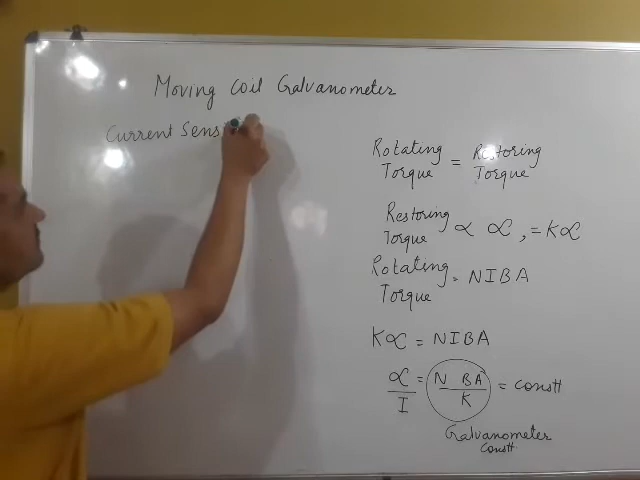 Moving Coil Galvanometer
Current Sens
Rotating Torque = Restoring Torque
Restoring Torque ∝ α, = Kα
Rotating Torque = NIBA
Kα = NIBA
α/I = N BA/K = Constt
Galvanometer
Constt